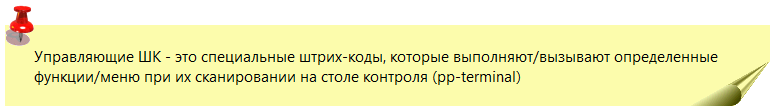 Управляющие ШК - это специальные штрих-коды, которые выполняют/вызывают определенные
функции/меню при их сканировании на столе контроля (pp-terminal)